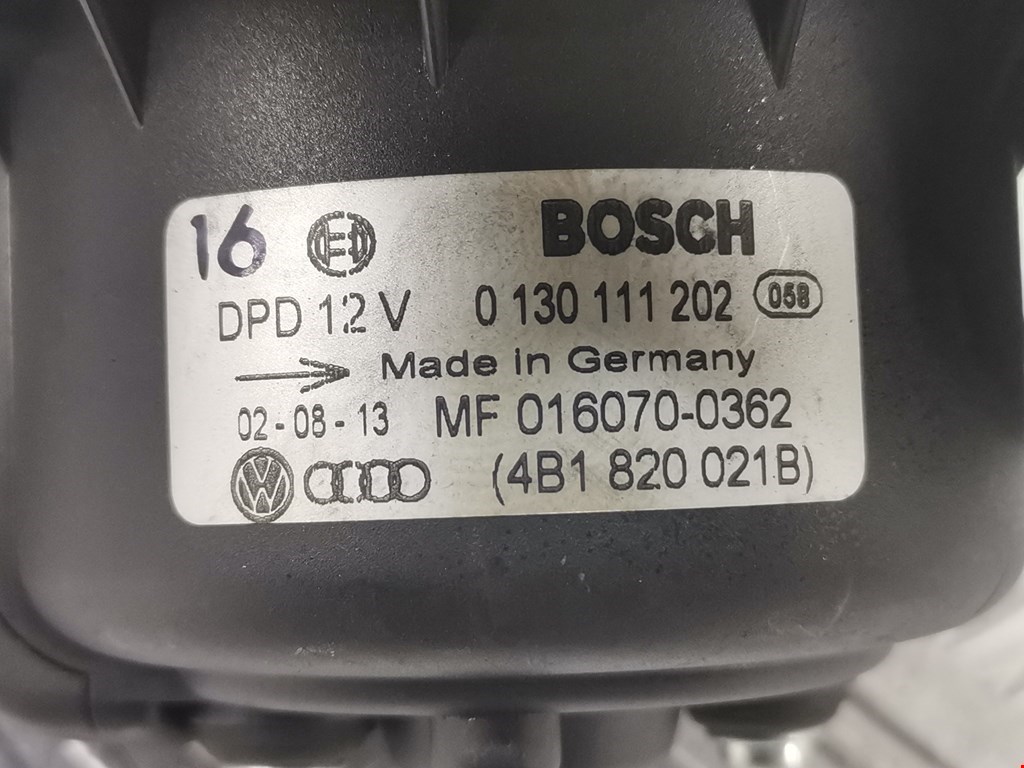 16 BOSCH
DPD 12 V 0 130 111 202 058
Made in Germany
02-08-13 MF 016070-0362
(4B1 820 021B)